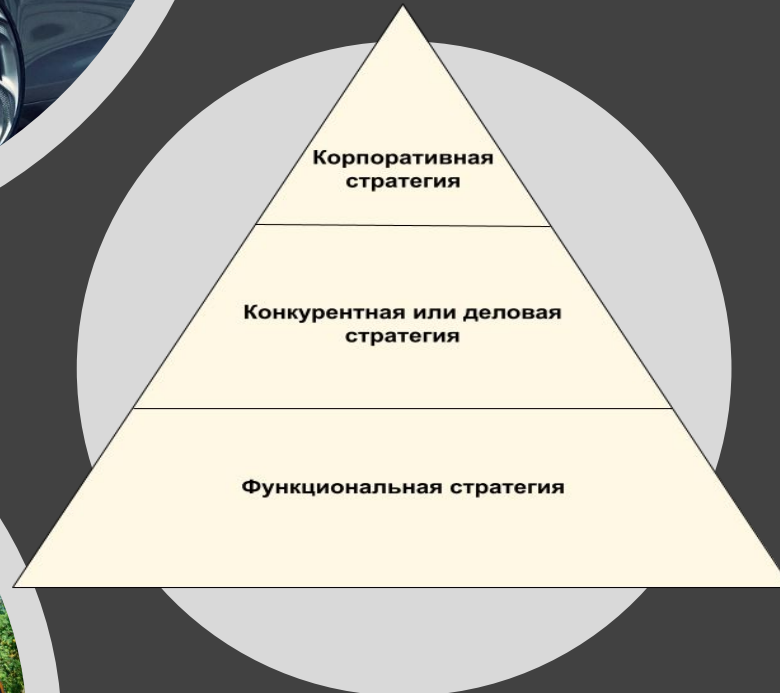 Корпоративная
стратегия
Конкурентная или деловая
стратегия
Функциональная стратегия